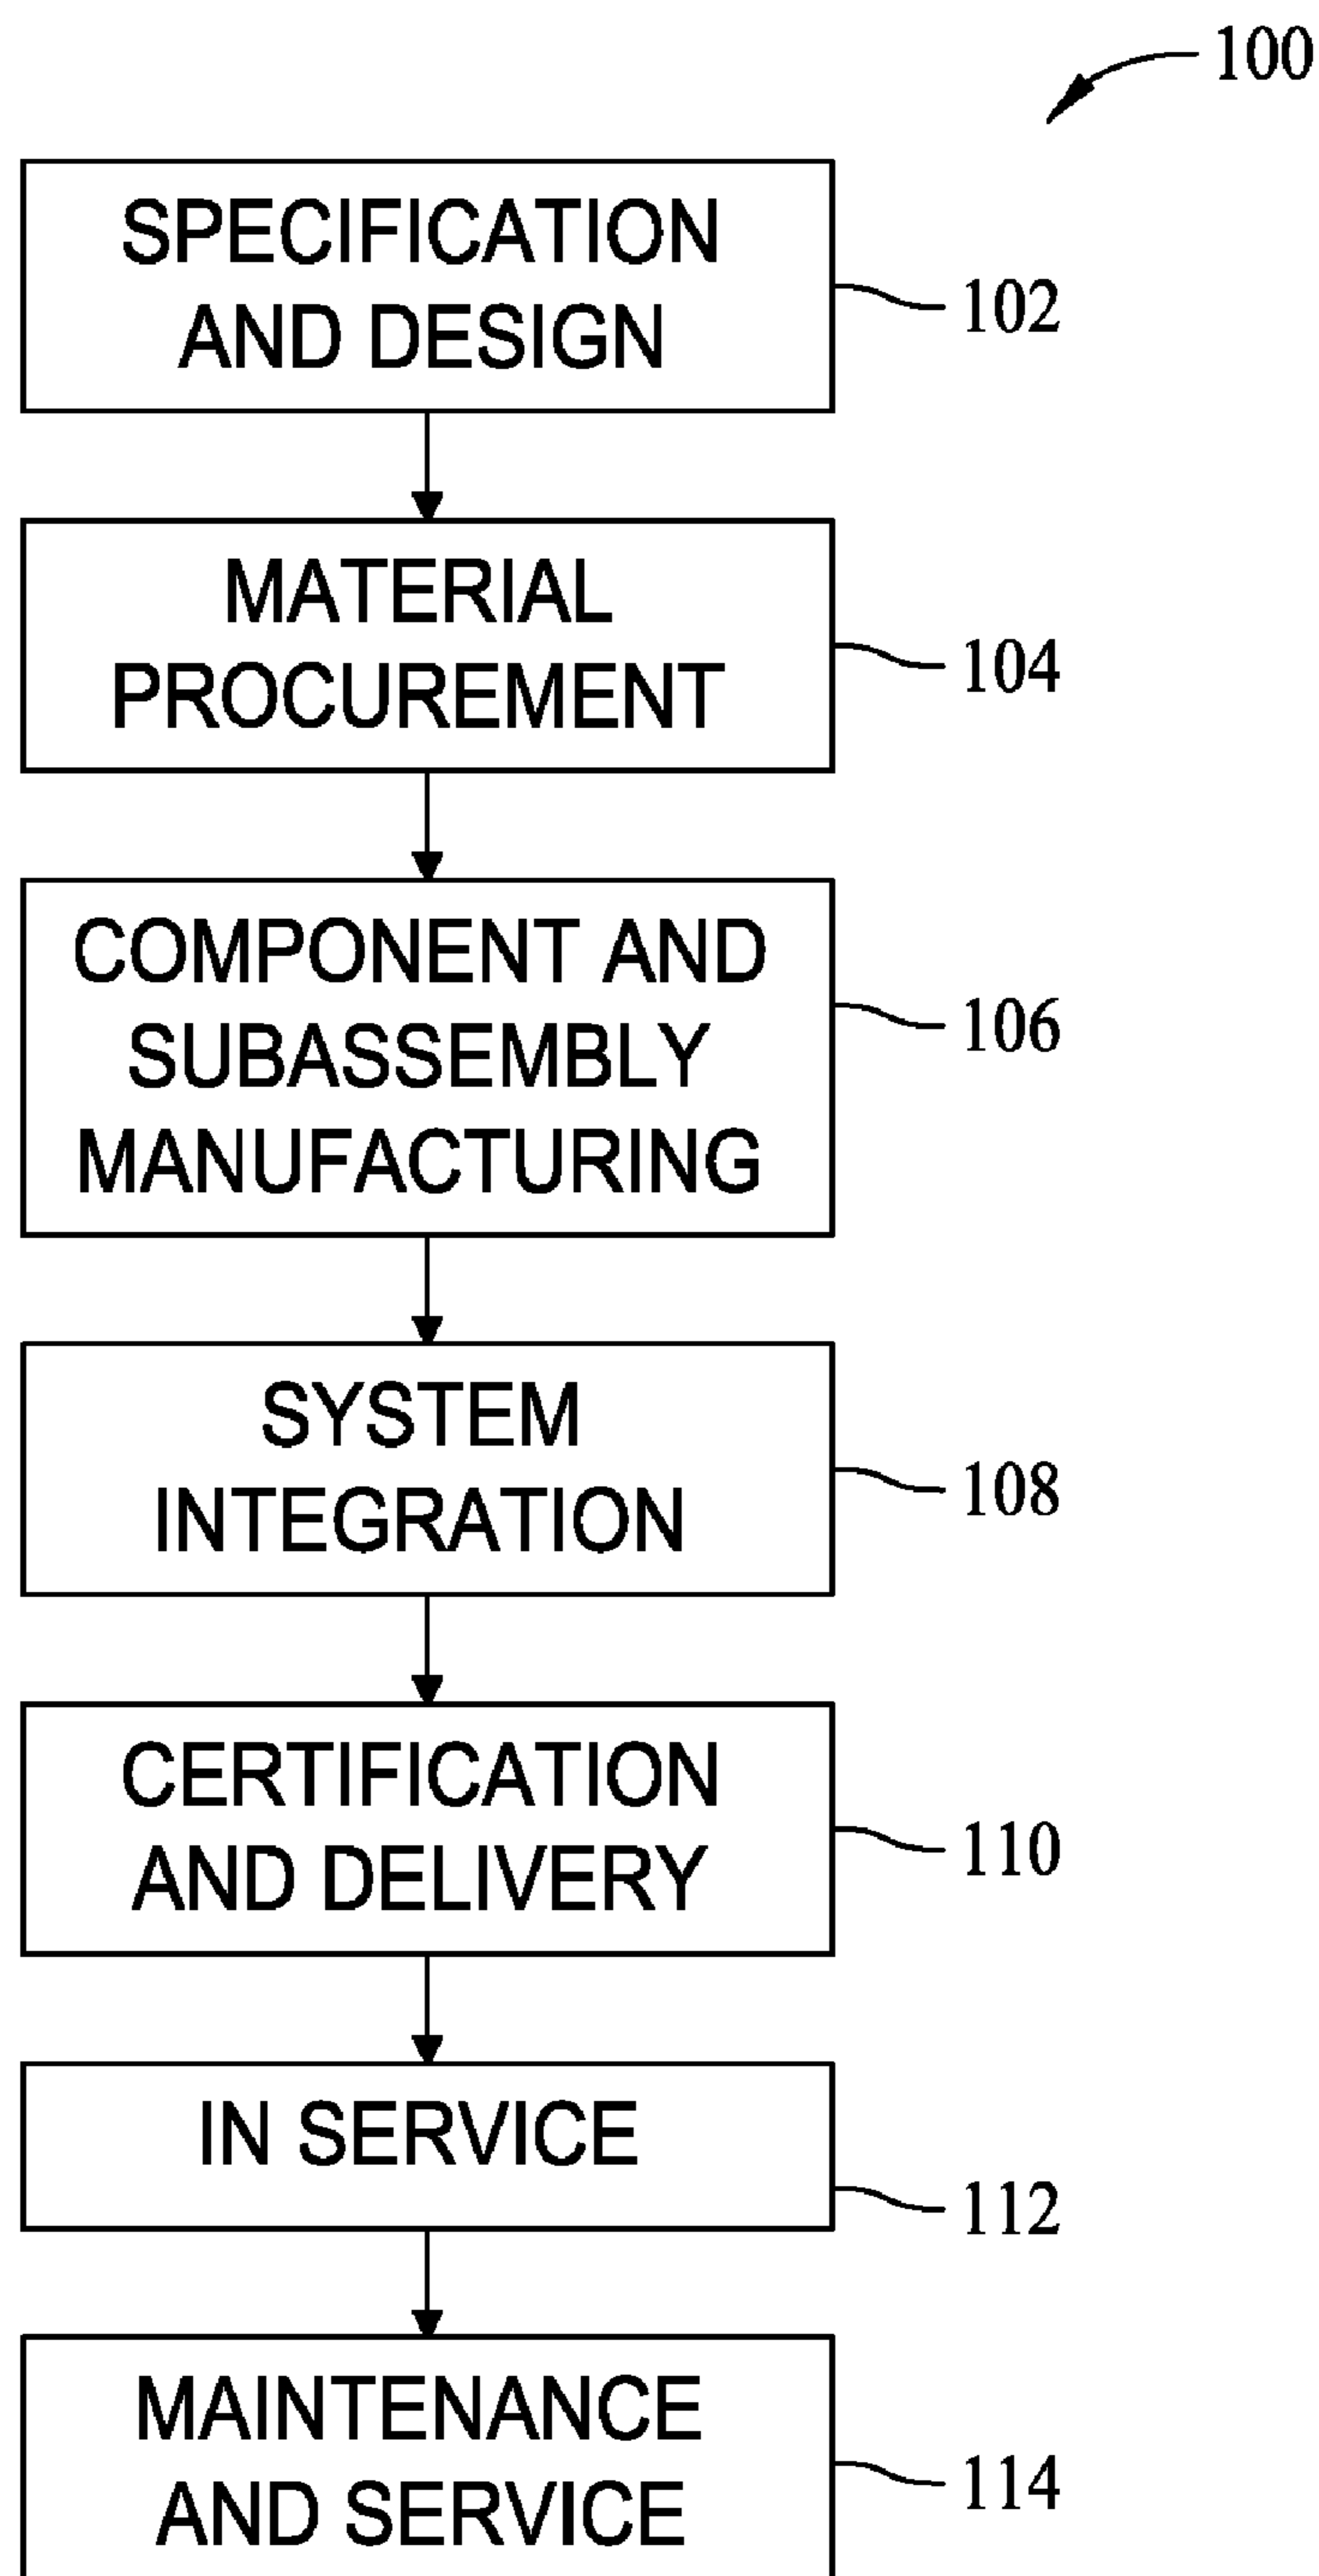 100
SPECIFICATION
AND DESIGN
102
MATERIAL
PROCUREMENT
104
COMPONENT AND
SUBASSEMBLY
MANUFACTURING
106
SYSTEM
INTEGRATION
108
CERTIFICATION
AND DELIVERY
110
IN SERVICE
112
MAINTENANCE
AND SERVICE
114